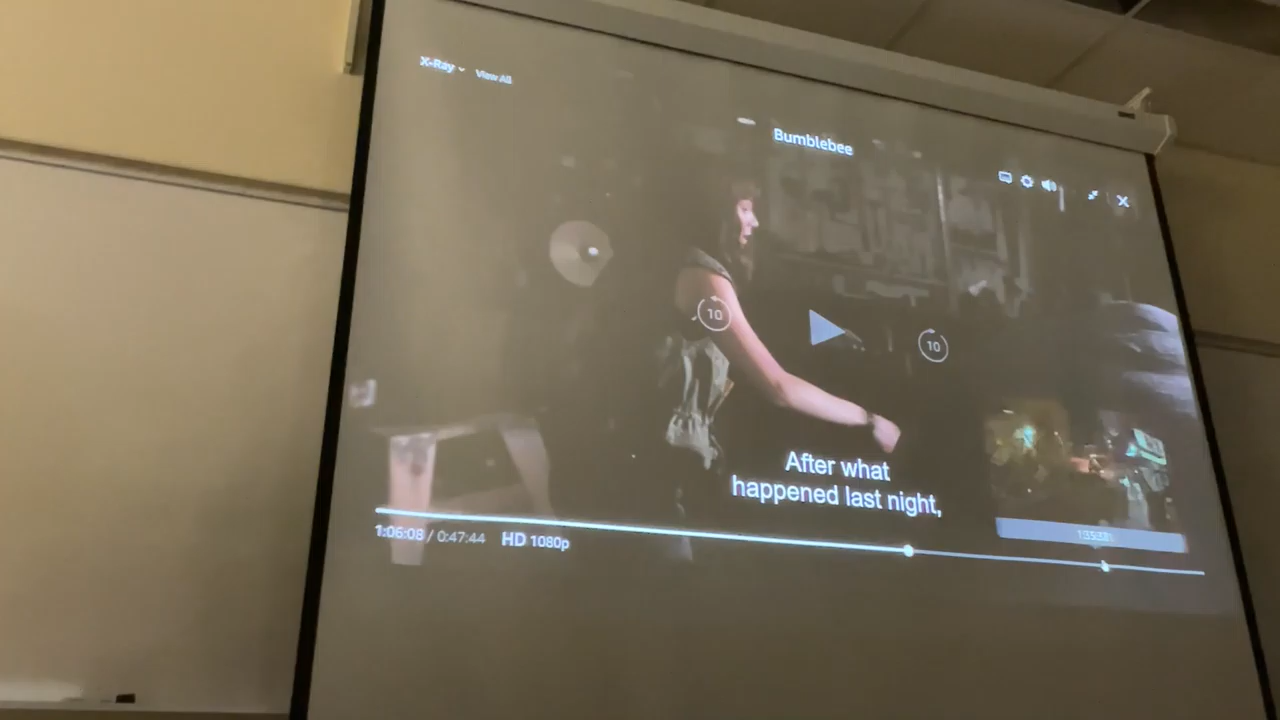 X-Ray View All
Bumblebee
10
10
After what
happened last night,
1:06:08 / 0:47:44 HD 1080p